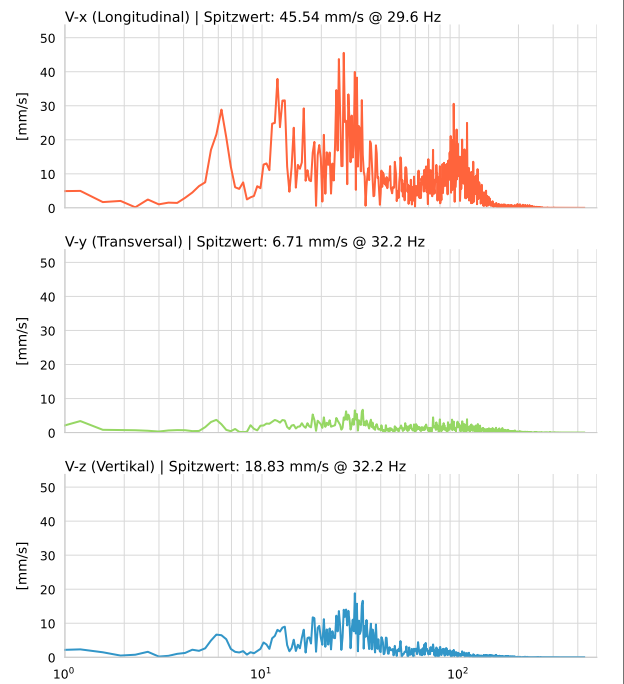 V-x (Longitudinal) | Spitzwert: 45.54 mm/s @ 29.6 Hz
50
40
30
20
10
0
[mm/s]
V-y (Transversal) | Spitzwert: 6.71 mm/s @ 32.2 Hz
50
40
30
20
10
0
[mm/s]
V-z (Vertikal) | Spitzwert: 18.83 mm/s @ 32.2 Hz
50
40
30
20
10
0
[mm/s]
10⁰ 10¹ 10²